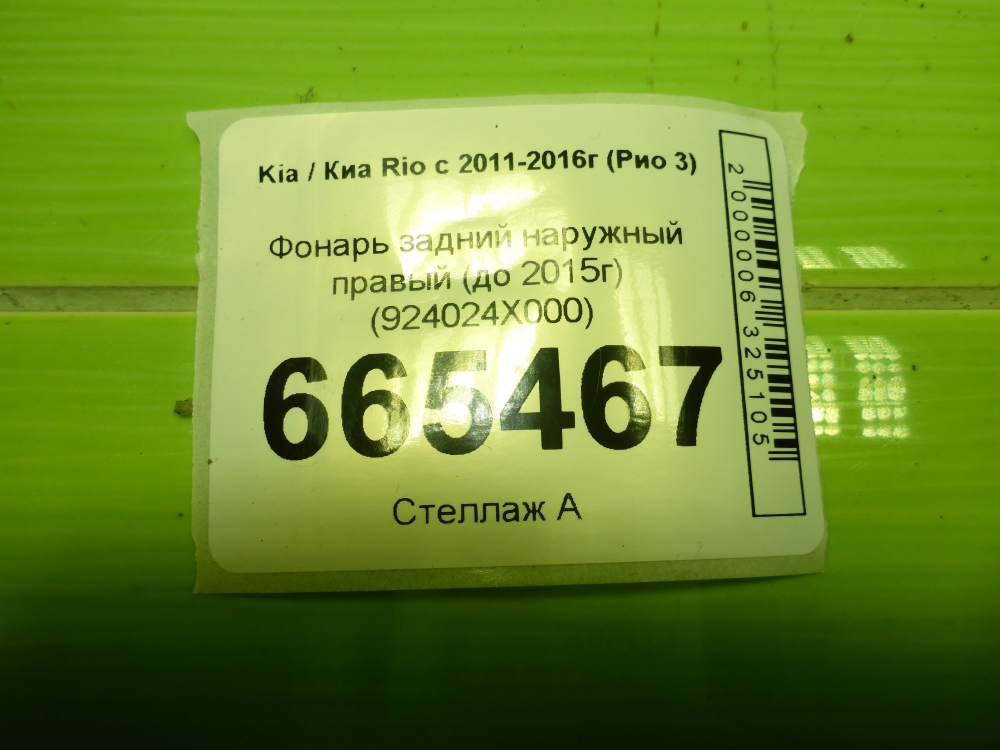 Kia / Киа Rio с 2011-2016г (Рио 3)
Фонарь задний наружный
правый (до 2015г)
(924024X000)
665467
Стеллаж А
2000006325105